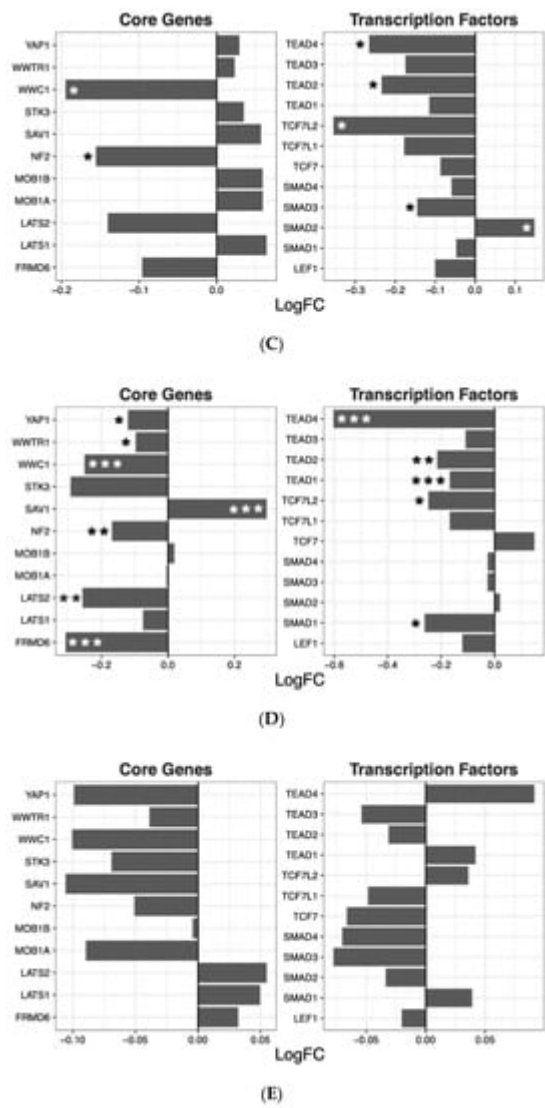 Core Genes
YAP1
WWTR1
WWC1
STK3
SAV1
NF2
MOB1B
MOB1A
LATS2
LATS1
FRMD6
-0.2 -0.1 0.0
Transcription Factors
TEAD4
TEAD3
TEAD2
TEAD1
TCF7L2
TCF7L1
TCF7
SMAD4
SMAD3
SMAD2
SMAD1
LEF1
-0.3 -0.2 -0.1 0.0 0.1
LogFC
(C)
Core Genes
YAP1
WWTR1
WWC1
STK3
SAV1
NF2
MOB1B
MOB1A
LATS2
LATS1
FRMD6
-0.2 0.0 0.2
Transcription Factors
TEAD4
TEAD3
TEAD2
TEAD1
TCF7L2
TCF7L1
TCF7
SMAD4
SMAD3
SMAD2
SMAD1
LEF1
-0.6 -0.4 -0.2 0.0
LogFC
(D)
Core Genes
YAP1
WWTR1
WWC1
STK3
SAV1
NF2
MOB1B
MOB1A
LATS2
LATS1
FRMD6
-0.10 -0.05 0.00 0.05
Transcription Factors
TEAD4
TEAD3
TEAD2
TEAD1
TCF7L2
TCF7L1
TCF7
SMAD4
SMAD3
SMAD2
SMAD1
LEF1
-0.05 0.00 0.05
LogFC
(E)